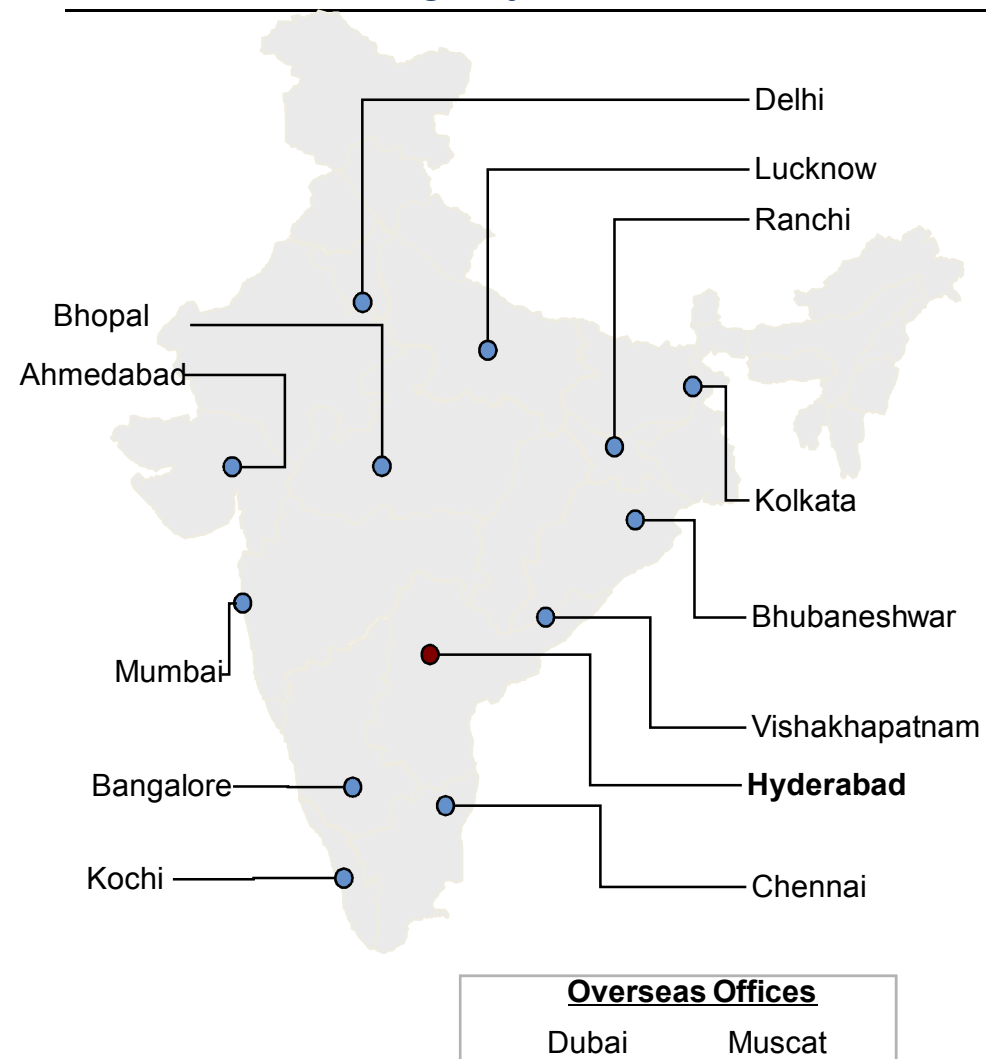 Delhi
Lucknow
Ranchi
Bhopal
Ahmedabad
Kolkata
Bhubaneshwar
Mumbai
Vishakhapatnam
Bangalore
Hyderabad
Kochi
Chennai
Overseas Offices
Dubai Muscat